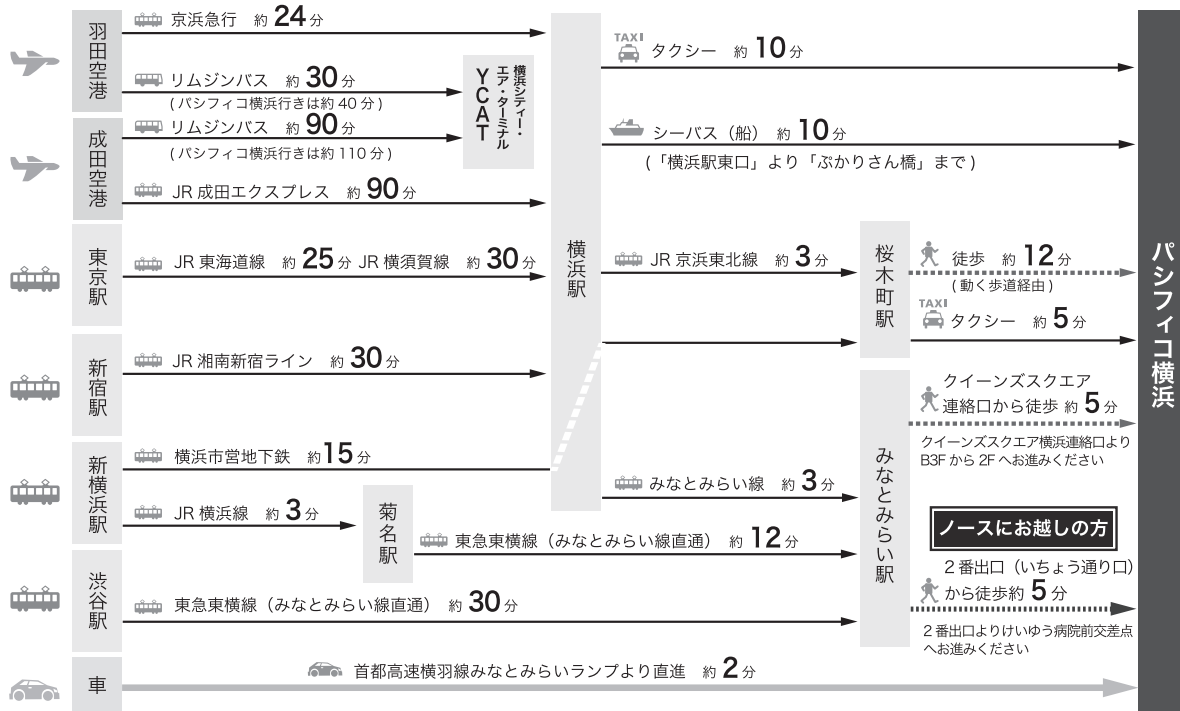 羽田空港
京浜急行 約24分
リムジンバス 約30分
(パシフィコ横浜行きは約40分)
成田空港
リムジンバス 約90分
(パシフィコ横浜行きは約110分)
JR成田エクスプレス 約90分
横浜シティー・
エア・ターミナル
YCAT
東京駅
JR東海道線 約25分 JR横須賀線 約30分
新宿駅
JR湘南新宿ライン 約30分
新横浜駅
横浜市営地下鉄 約15分
JR横浜線 約3分
菊名駅
東急東横線(みなとみらい線直通) 約12分
渋谷駅
東急東横線(みなとみらい線直通) 約30分
車
首都高速横羽線みなとみらいランプより直進 約2分
横浜駅
TAXI
タクシー 約10分
シーバス(船) 約10分
(「横浜駅東口」より「ぷかりさん橋」まで)
JR京浜東北線 約3分
みなとみらい線 約3分
桜木町駅
徒歩 約12分
(動く歩道経由)
TAXI
タクシー 約5分
みなとみらい駅
クイーンズスクエア
連絡口から徒歩 約5分
クイーンズスクエア横浜連絡口より
B3Fから2Fへお進みください
ノースにお越しの方
2番出口(いちょう通り口)
から徒歩約5分
2番出口よりけいゆう病院前交差点
へお進みください
パシフィコ横浜